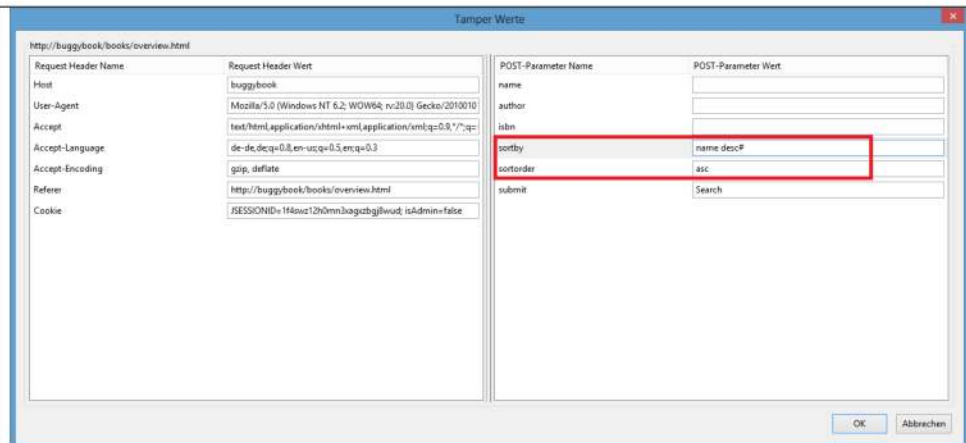 Tamper Werte
http://buggybook/books/overview.html
Request Header Name Request Header Wert
Host buggybook
User-Agent Mozilla/5.0 (Windows NT 6.2; WOW64; rv:20.0) Gecko/2010010
Accept text/html,application/xhtml+xml,application/xml;q=0.9,*/*;q=
Accept-Language de-de,de;q=0.8,en-us;q=0.5,en;q=0.3
Accept-Encoding gzip, deflate
Referer http://buggybook/books/overview.html
Cookie isAdmin=false
POST-Parameter Name POST-Parameter Wert
name
author
isbn
sortby name desc#
sortorder asc
submit Search
OK Abbrechen